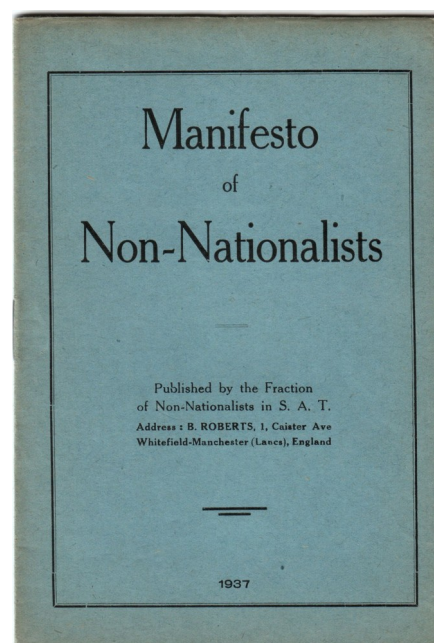 Manifesto
of
Non-Nationalists
Published by the Fraction
of Non-Nationalists in S. A. T.
Address : B. ROBERTS, 1, Caister Ave
Whitefield-Manchester (Lancs), England
1937